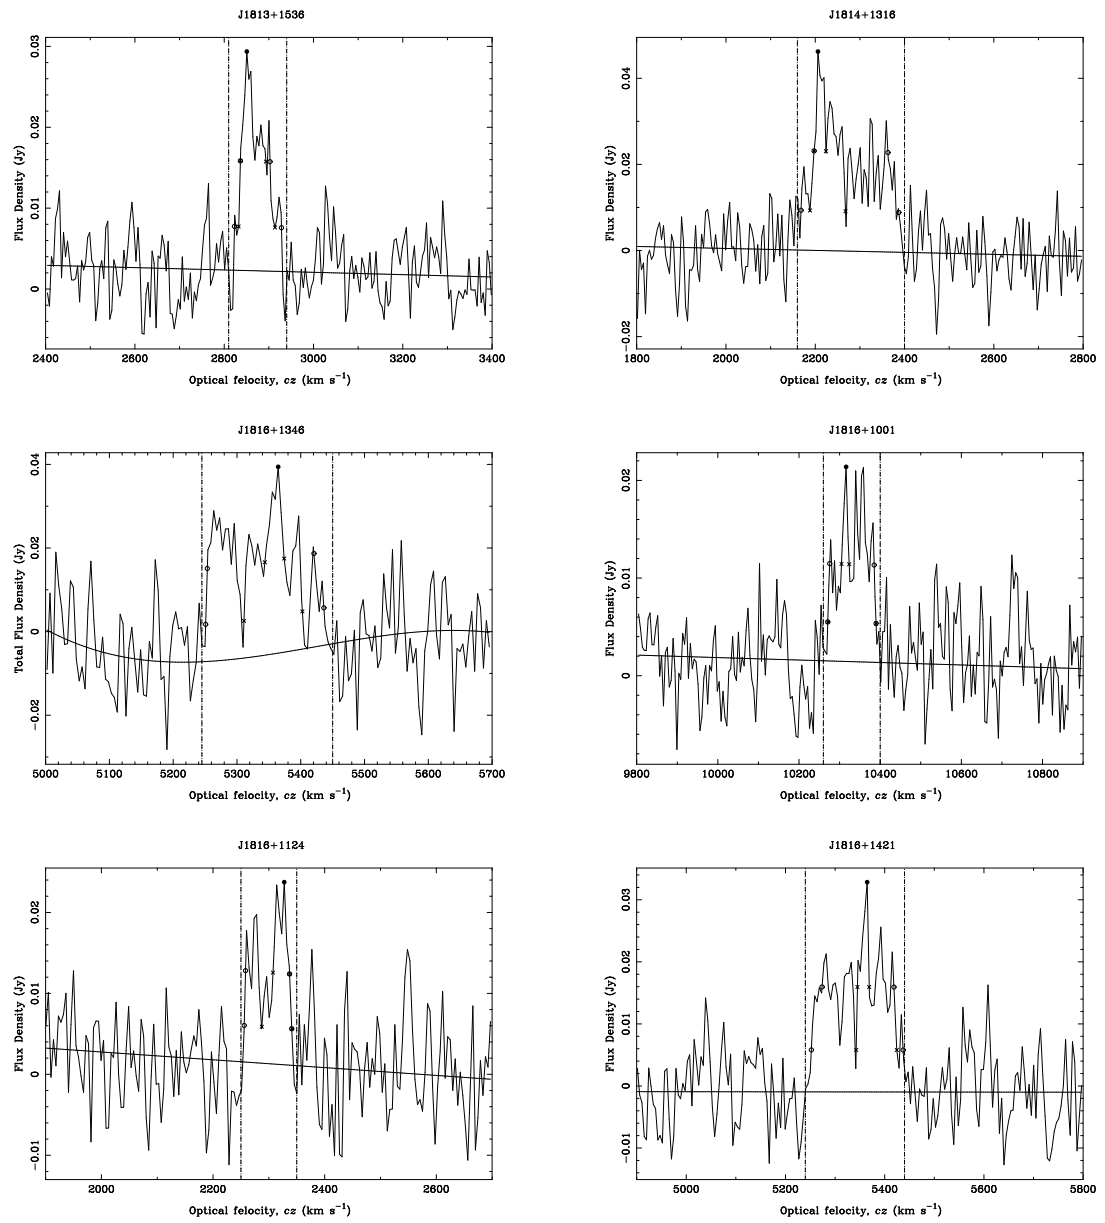 J1813+1536
J1814+1316
Flux Density (Jy)
0 0.01 0.02 0.03
2400 2600 2800 3000 3200 3400
Optical felocity, cz (km s⁻¹)
Flux Density (Jy)
−0.02 0 0.02 0.04
1800 2000 2200 2400 2600 2800
Optical felocity, cz (km s⁻¹)
J1816+1346
J1816+1001
Total Flux Density (Jy)
−0.02 0 0.02 0.04
5000 5100 5200 5300 5400 5500 5600 5700
Optical felocity, cz (km s⁻¹)
Flux Density (Jy)
0 0.01 0.02
9800 10000 10200 10400 10600 10800
Optical felocity, cz (km s⁻¹)
J1816+1124
J1816+1421
Flux Density (Jy)
−0.01 0 0.01 0.02
2000 2200 2400 2600
Optical felocity, cz (km s⁻¹)
Flux Density (Jy)
−0.01 0 0.01 0.02 0.03
5000 5200 5400 5600 5800
Optical felocity, cz (km s⁻¹)